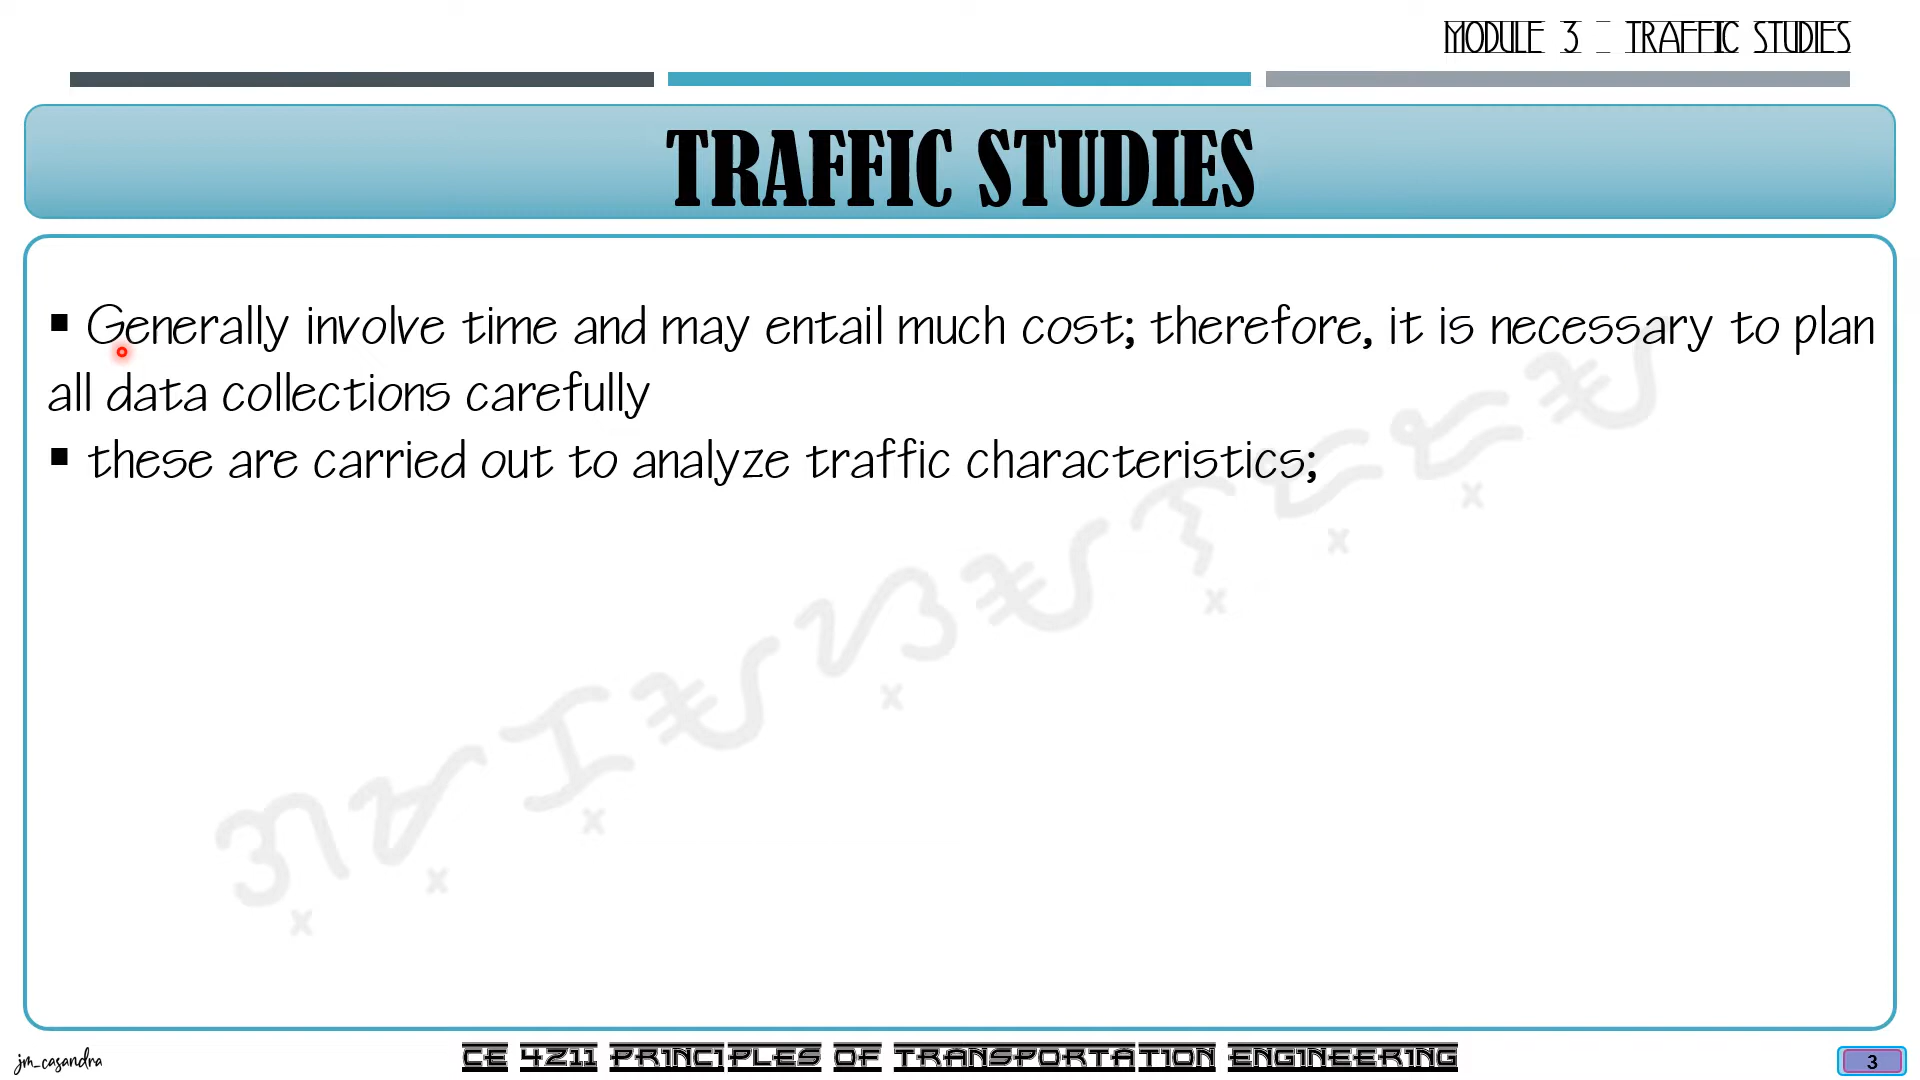 MODULE 3 – TRAFFIC STUDIES
TRAFFIC STUDIES
▪ Generally involve time and may entail much cost; therefore, it is necessary to plan
all data collections carefully
▪ these are carried out to analyze traffic characteristics;
jm_casandra
CE 4211 PRINCIPLES OF TRANSPORTATION ENGINEERING
3